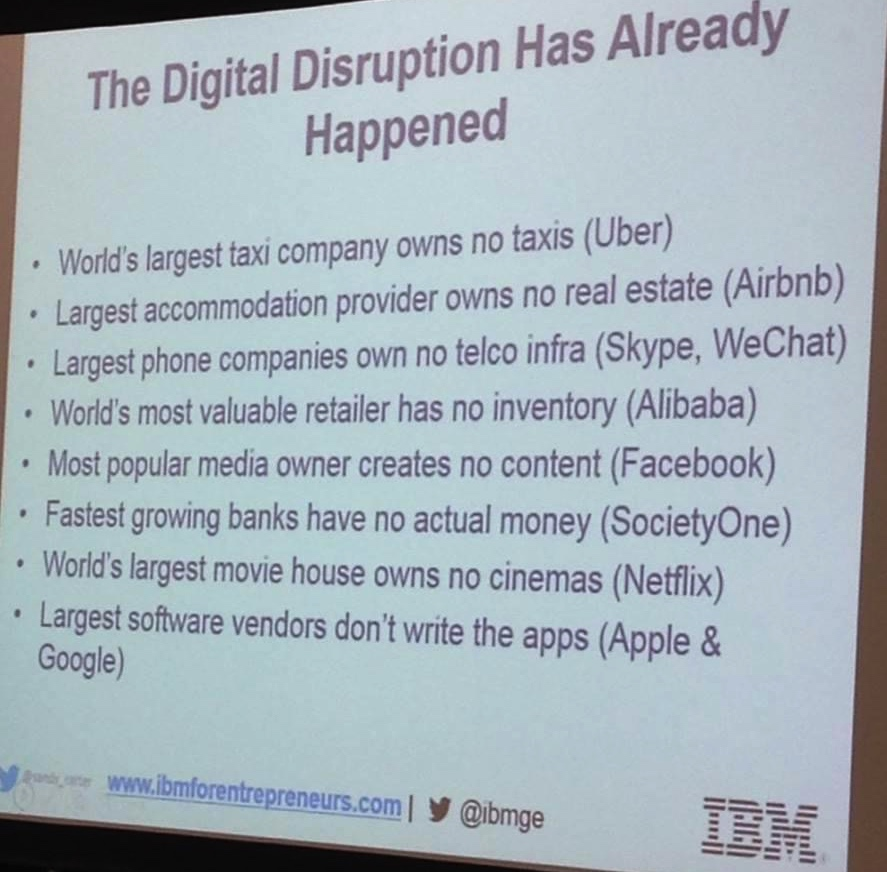 The Digital Disruption Has Already
Happened
• World's largest taxi company owns no taxis (Uber)
• Largest accommodation provider owns no real estate (Airbnb)
• Largest phone companies own no telco infra (Skype, WeChat)
• World's most valuable retailer has no inventory (Alibaba)
• Most popular media owner creates no content (Facebook)
• Fastest growing banks have no actual money (SocietyOne)
• World's largest movie house owns no cinemas (Netflix)
• Largest software vendors don't write the apps (Apple &
Google)
www.ibmforentrepreneurs.com | @ibmge
IBM®